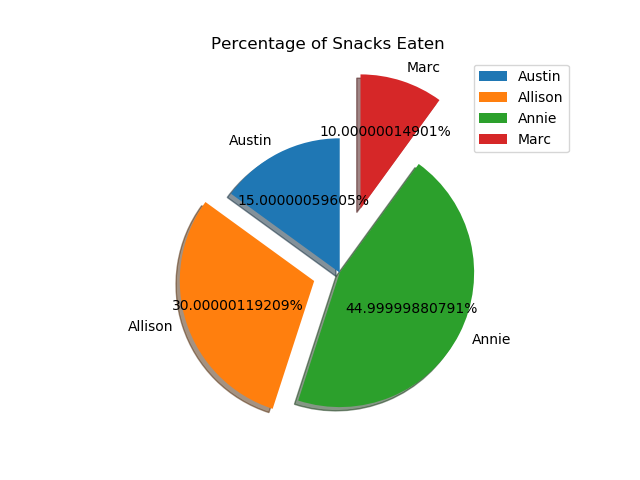 Percentage of Snacks Eaten
Marc
Austin
Allison
Annie
Marc
10.00000014901%
Austin
15.00000059605%
30.00000119209%
44.99999880791%
Allison
Annie